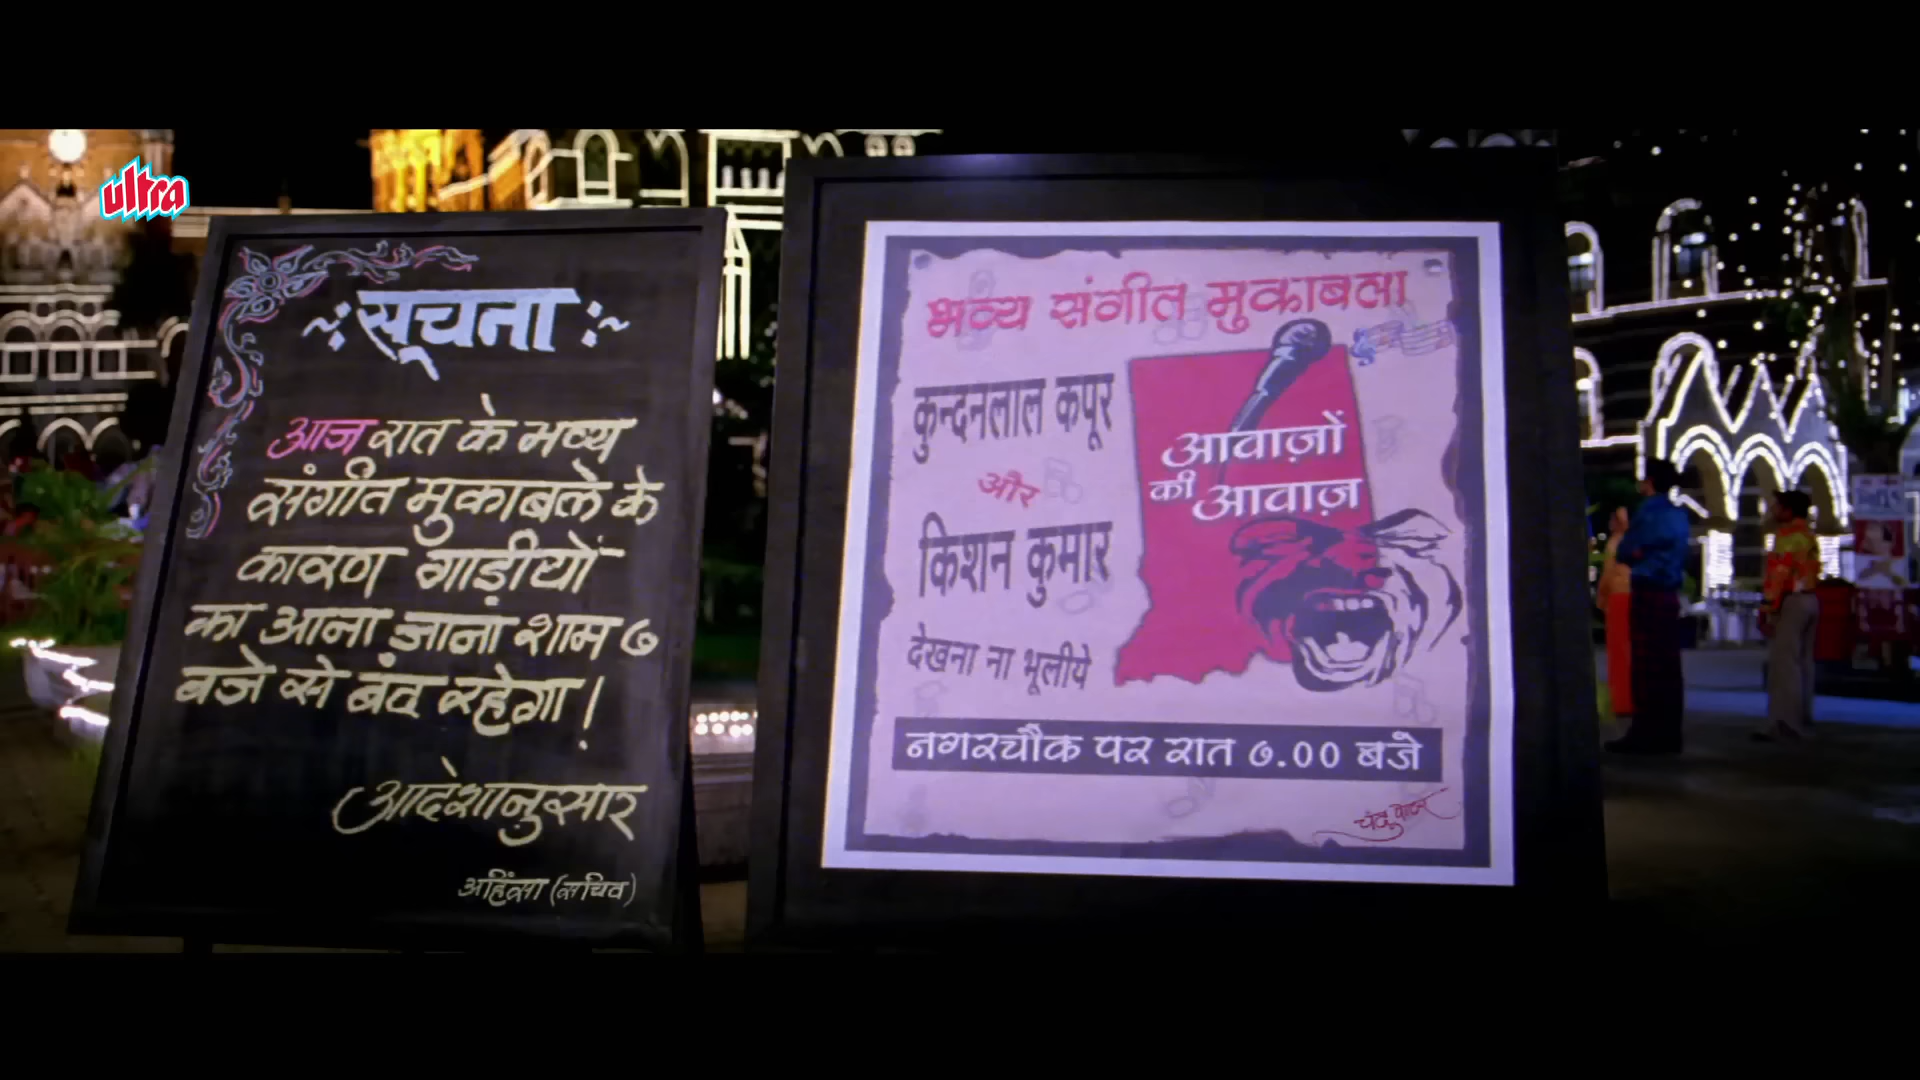 ultra
सूचना
आज रात के भव्य
संगीत मुकाबले के
कारण गाड़ीयों
का आना जाना शाम ७
बजे से बंद रहेगा!
आदेशानुसार
अहिंसा (सचिव)
भव्य संगीत मुकाबला
कुन्दनलाल कपूर
और
किशन कुमार
देखना ना भूलीये
आवाज़ों
की आवाज़
नगरचौक पर रात ७.०० बजे